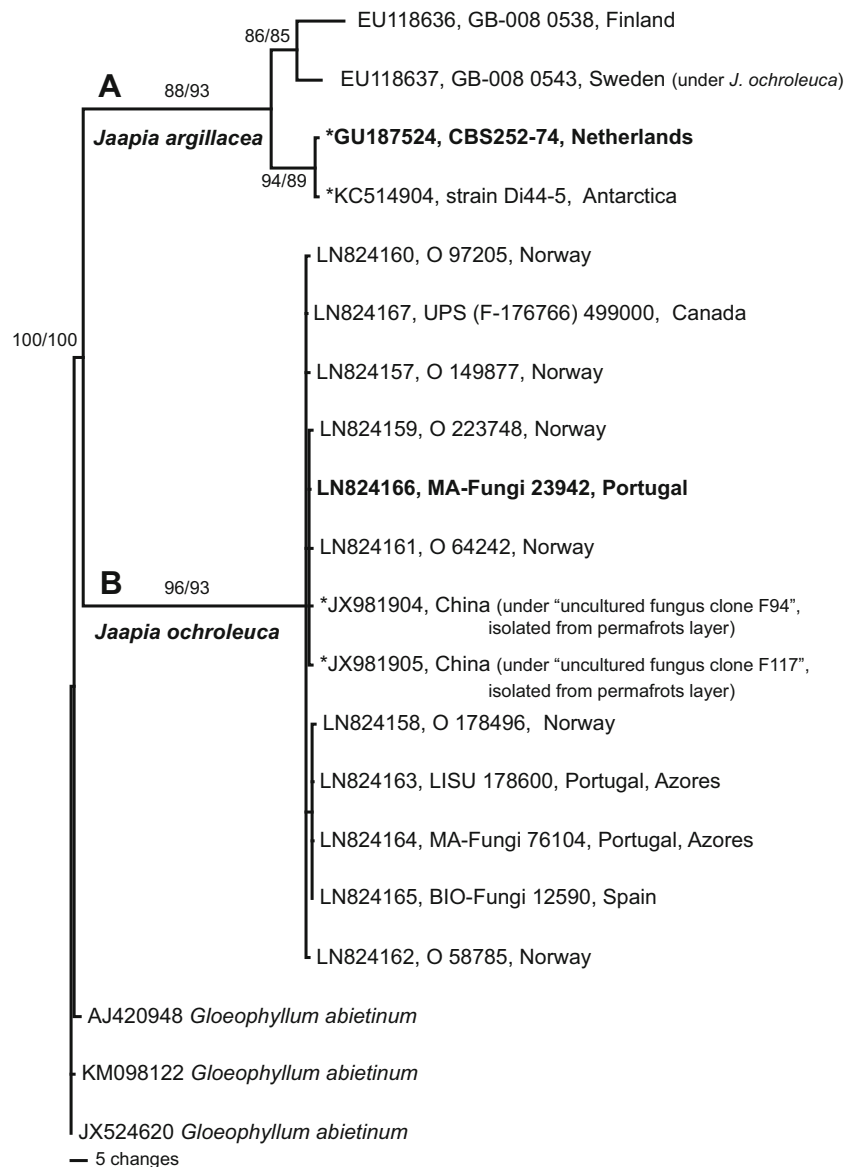 86/85
EU118636, GB-008 0538, Finland
A
88/93
EU118637, GB-008 0543, Sweden (under J. ochroleuca)
Jaapia argillacea
*GU187524, CBS252-74, Netherlands
94/89
*KC514904, strain Di44-5, Antarctica
LN824160, O 97205, Norway
LN824167, UPS (F-176766) 499000, Canada
100/100
LN824157, O 149877, Norway
LN824159, O 223748, Norway
LN824166, MA-Fungi 23942, Portugal
LN824161, O 64242, Norway
B
96/93
Jaapia ochroleuca
*JX981904, China (under “uncultured fungus clone F94”,
isolated from permafrots layer)
*JX981905, China (under “uncultured fungus clone F117”,
isolated from permafrots layer)
LN824158, O 178496, Norway
LN824163, LISU 178600, Portugal, Azores
LN824164, MA-Fungi 76104, Portugal, Azores
LN824165, BIO-Fungi 12590, Spain
LN824162, O 58785, Norway
AJ420948 Gloeophyllum abietinum
KM098122 Gloeophyllum abietinum
JX524620 Gloeophyllum abietinum
5 changes